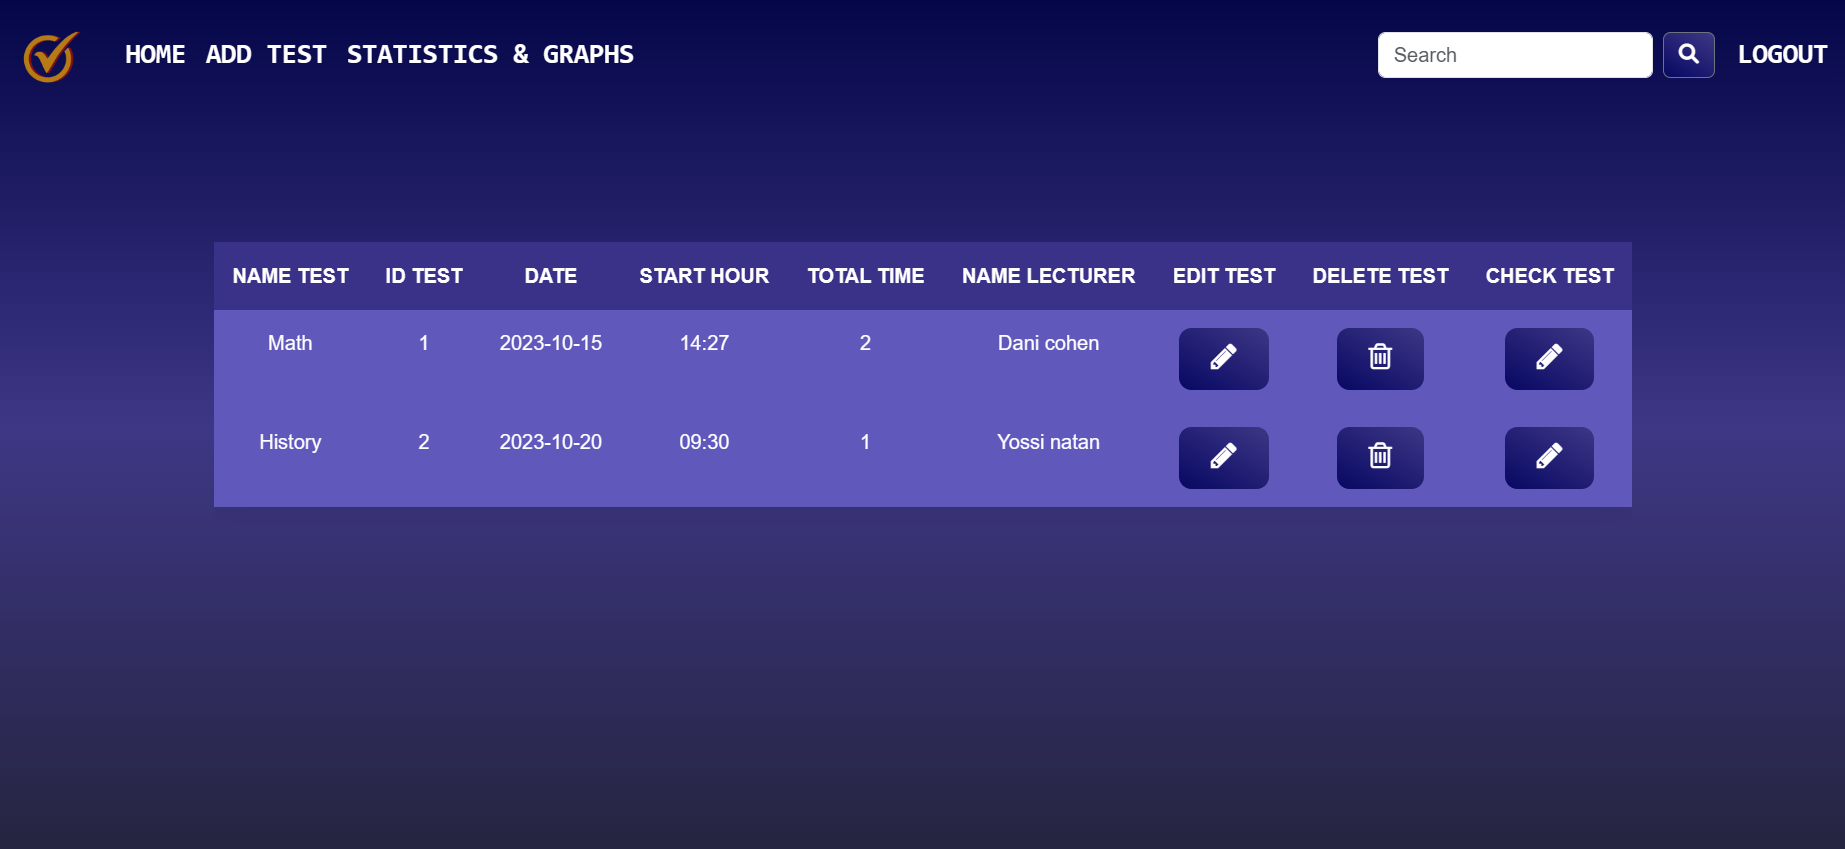 HOME ADD TEST STATISTICS & GRAPHS Search LOGOUT
NAME TEST ID TEST DATE START HOUR TOTAL TIME NAME LECTURER EDIT TEST DELETE TEST CHECK TEST
Math 1 2023-10-15 14:27 2 Dani cohen
History 2 2023-10-20 09:30 1 Yossi natan